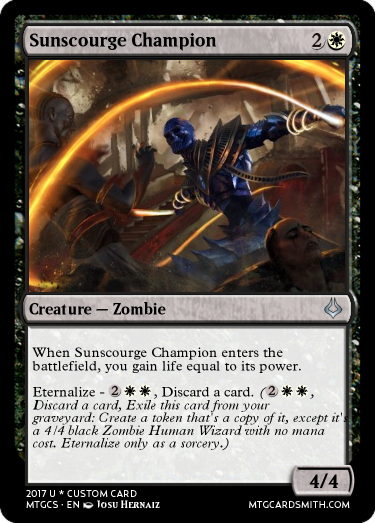 Sunscourge Champion 2
Creature — Zombie
When Sunscourge Champion enters the
battlefield, you gain life equal to its power.
Eternalize - 2, Discard a card. (2,
Discard a card, Exile this card from your
graveyard: Create a token that's a copy of it, except it's
a 4/4 black Zombie Human Wizard with no mana
cost. Eternalize only as a sorcery.)
4/4
2017 U * CUSTOM CARD
MTGCS · EN Josu Hernaiz
MTGCARDSMITH.COM